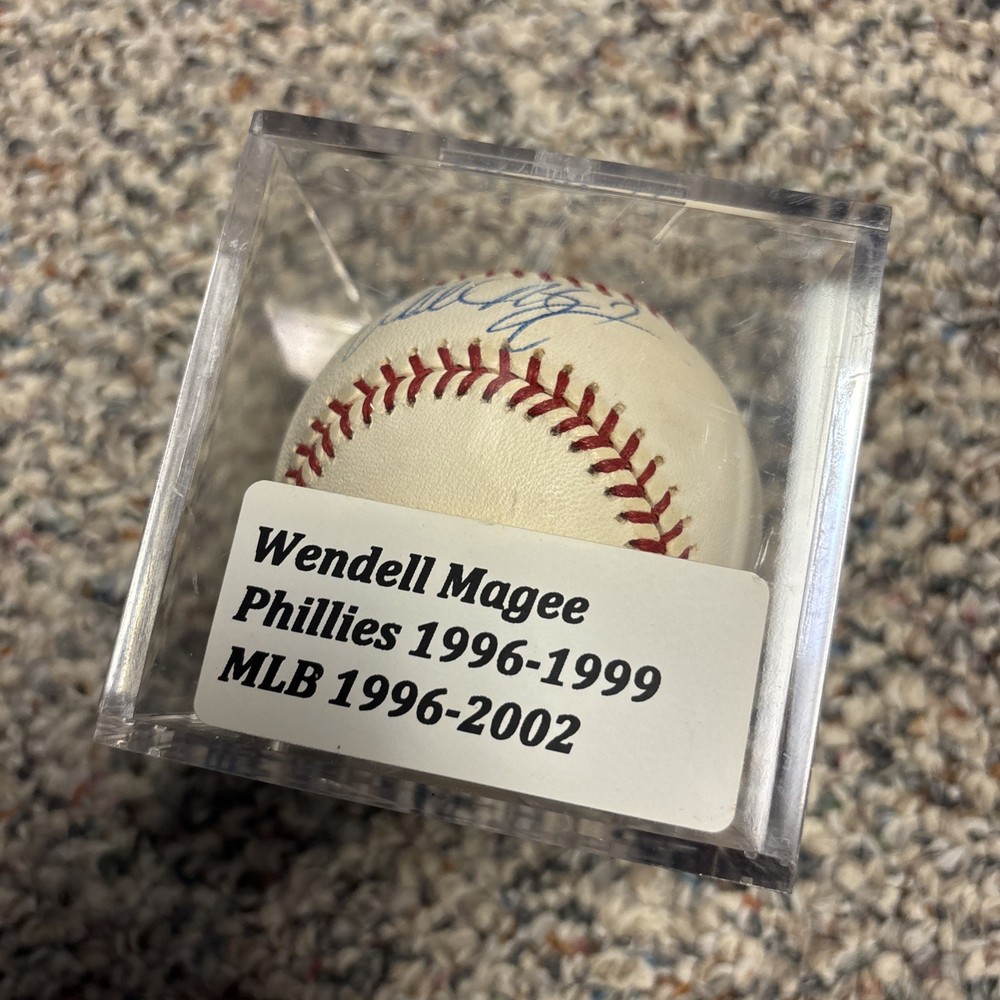 Wendell Magee
Phillies 1996-1999
MLB 1996-2002